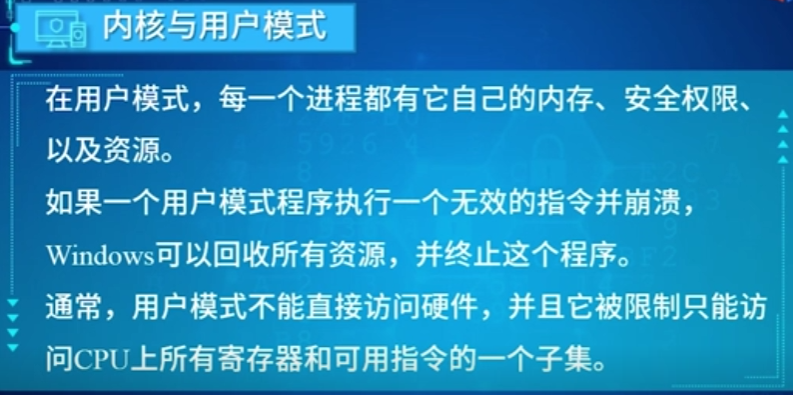 内核与用户模式
在用户模式，每一个进程都有它自己的内存、安全权限、
以及资源。
如果一个用户模式程序执行一个无效的指令并崩溃，
Windows可以回收所有资源，并终止这个程序。
通常，用户模式不能直接访问硬件，并且它被限制只能访
问CPU上所有寄存器和可用指令的一个子集。